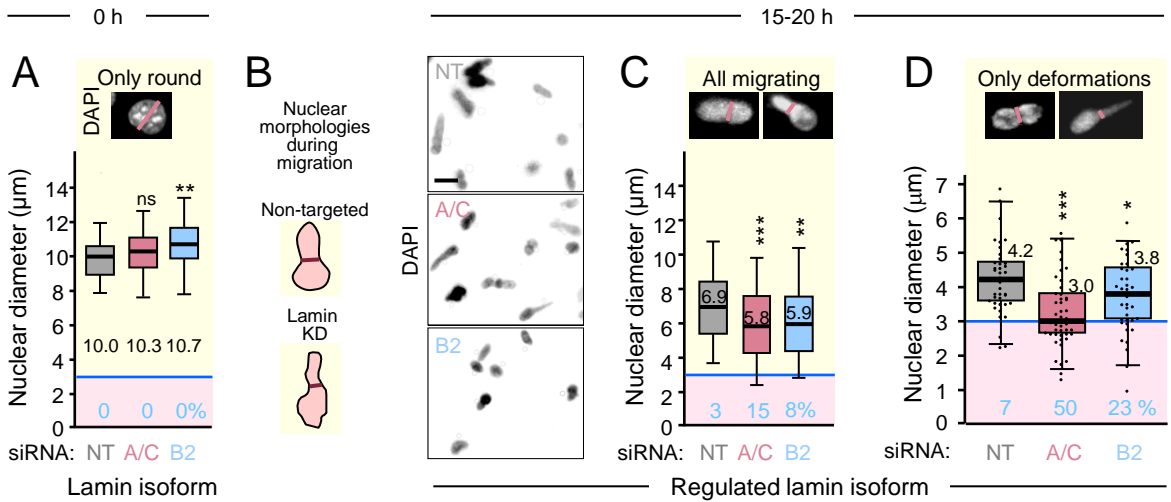 0 h
15-20 h
A
Only round
DAPI
Nuclear diameter (µm)
14
12
10
8
6
4
2
0
ns
**
10.0 10.3 10.7
0 0 0%
siRNA: NT A/C B2
Lamin isoform
B
Nuclear
morphologies
during
migration
Non-targeted
Lamin
KD
DAPI
NT
A/C
B2
C
All migrating
Nuclear diameter (µm)
14
12
10
8
6
4
2
0
***
**
6.9 5.8 5.9
3 15 8%
siRNA: NT A/C B2
D
Only deformations
Nuclear diameter (µm)
7
6
5
4
3
2
1
0
***
*
4.2 3.0 3.8
7 50 23 %
siRNA: NT A/C B2
Regulated lamin isoform